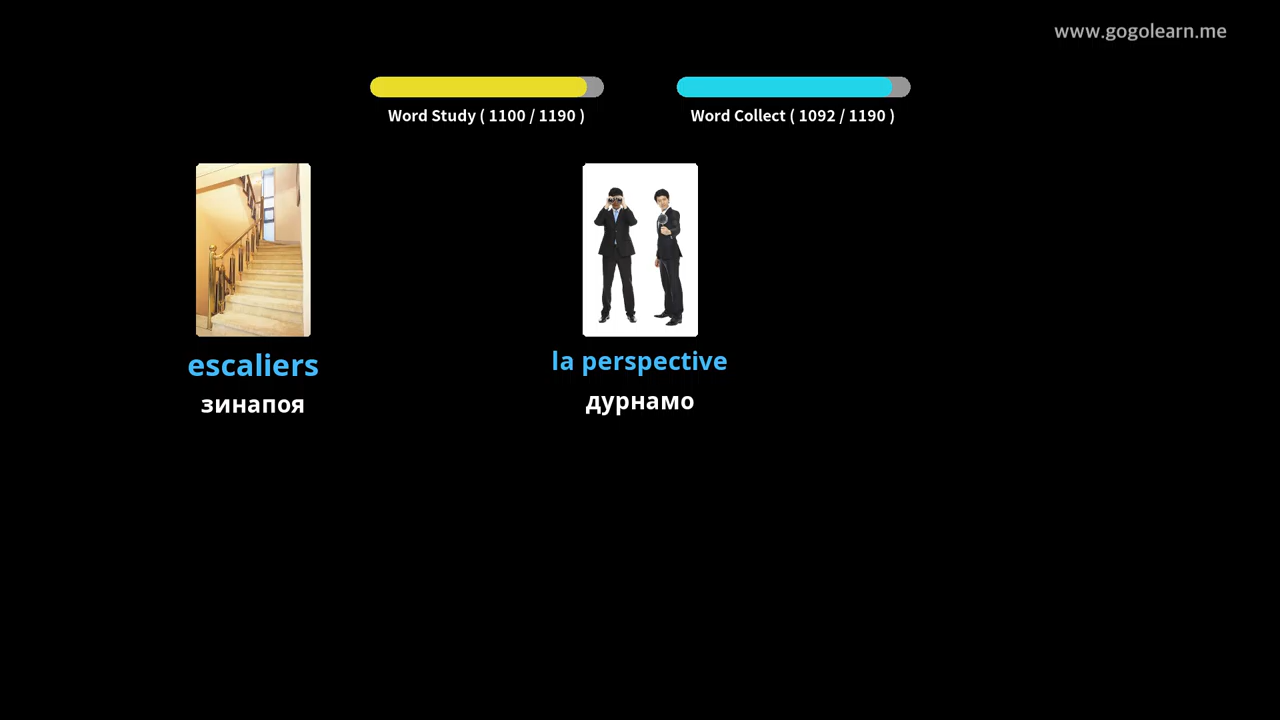 www.gogolearn.me
Word Study ( 1100 / 1190 )
Word Collect ( 1092 / 1190 )
escaliers
зинапоя
la perspective
дурнамо